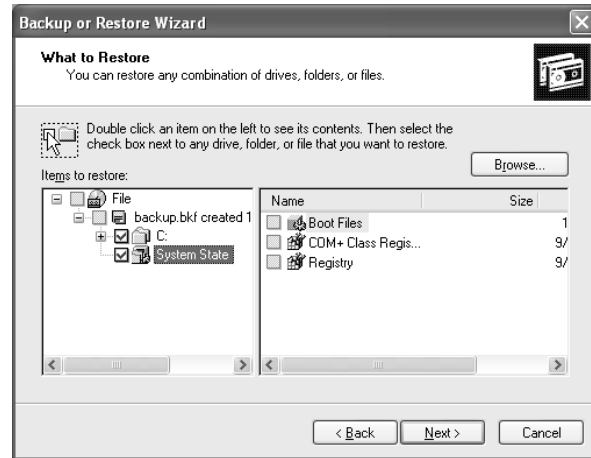 Backup or Restore Wizard
What to Restore
You can restore any combination of drives, folders, or files.
Double click an item on the left to see its contents. Then select the
check box next to any drive, folder, or file that you want to restore.
Browse...
Items to restore:
File
backup.bkf created 1
C:
System State
Name Size
Boot Files 1
COM+ Class Regis... 9/
Registry 9/
< Back Next > Cancel